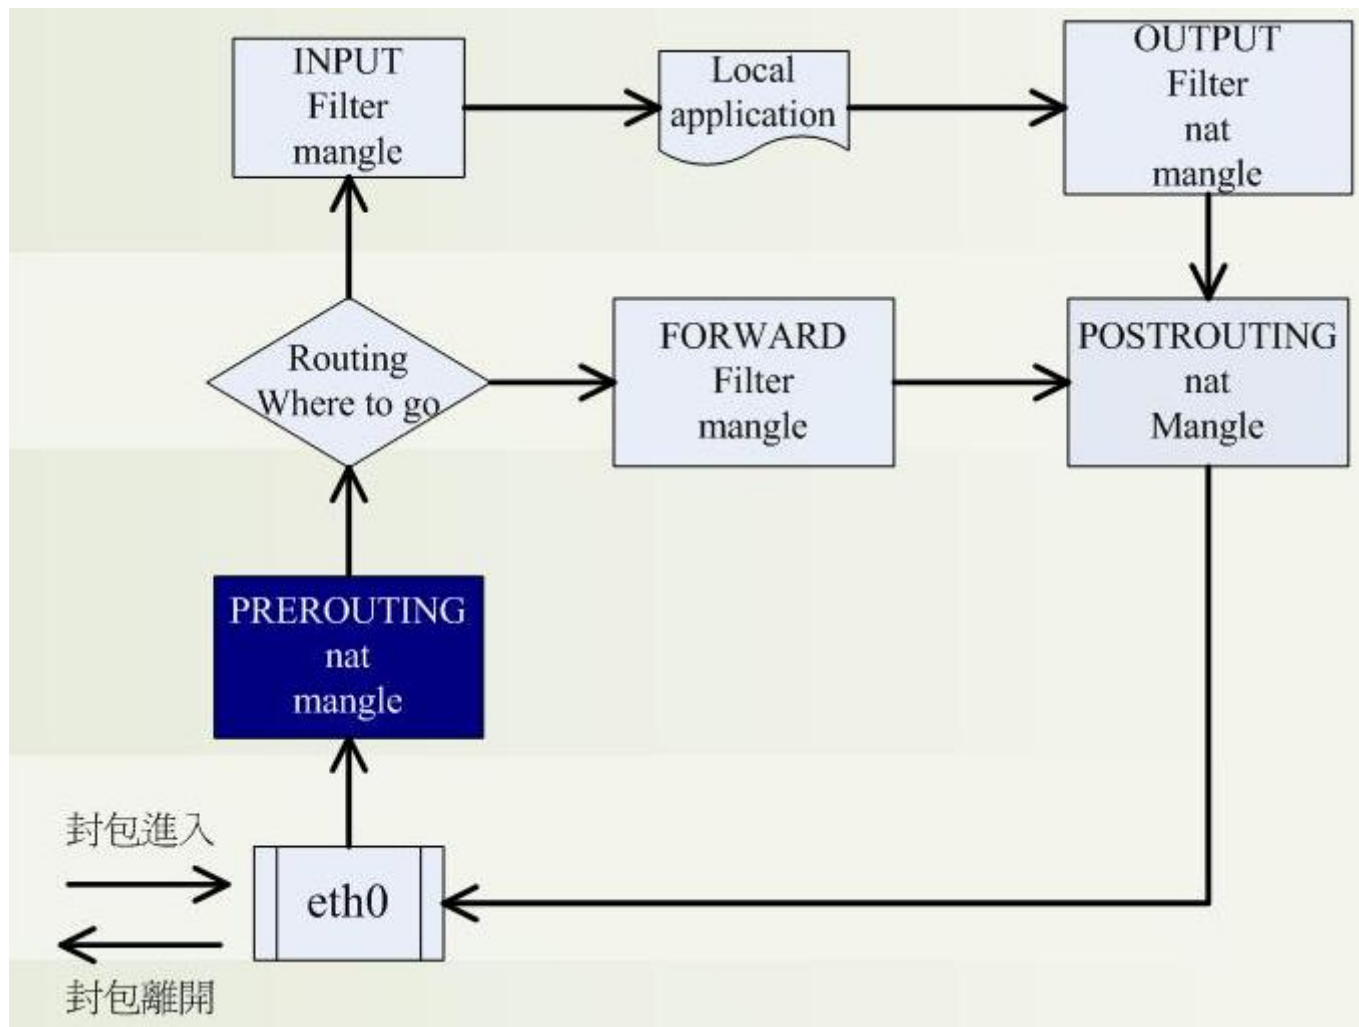 INPUT
Filter
mangle
Local
application
OUTPUT
Filter
nat
mangle
Routing
Where to go
FORWARD
Filter
mangle
POSTROUTING
nat
Mangle
PREROUTING
nat
mangle
封包進入
eth0
封包離開